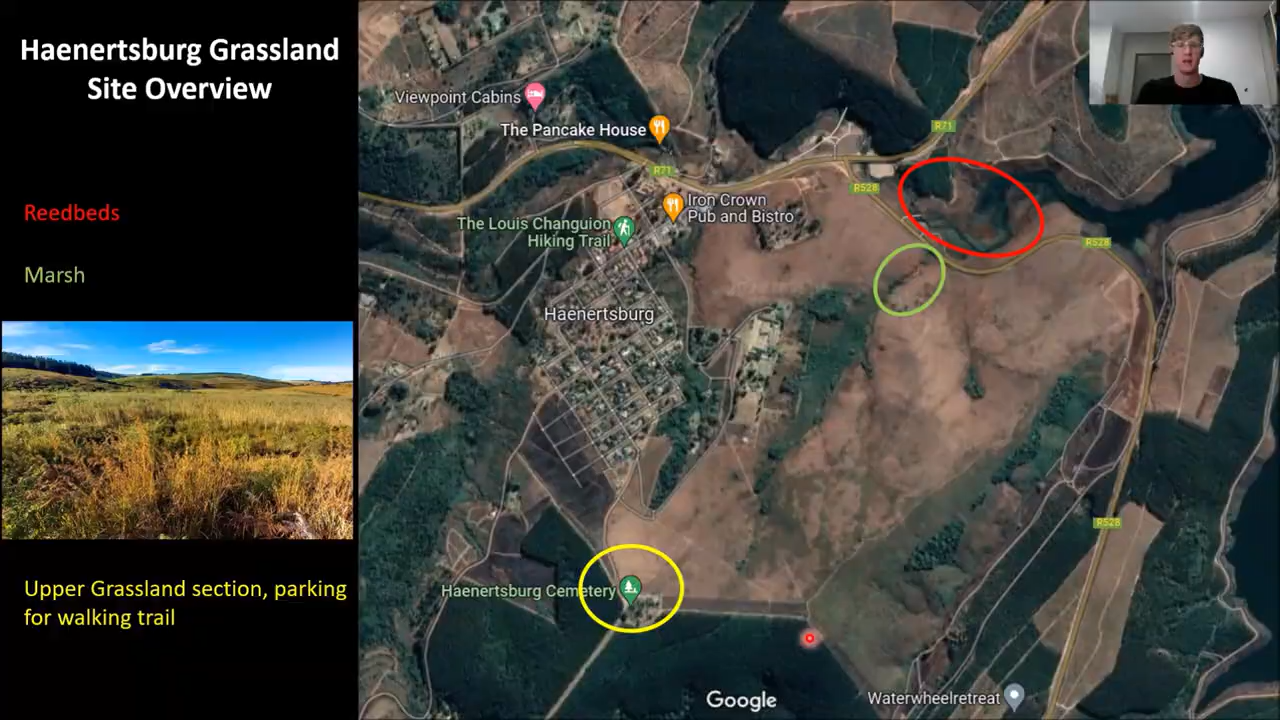 Haenertsburg Grassland
Site Overview
Reedbeds
Marsh
Upper Grassland section, parking
for walking trail
Viewpoint Cabins
The Pancake House
R71
R71
R528
Iron Crown
Pub and Bistro
The Louis Changuion
Hiking Trail
R528
Haenertsburg
R528
Haenertsburg Cemetery
Waterwheelretreat
Google